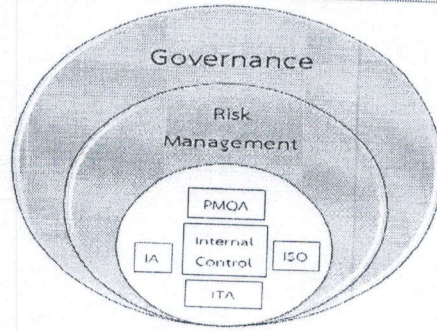 Governance
Risk
Management
PMQA
Internal
Control
IA
ISO
ITA